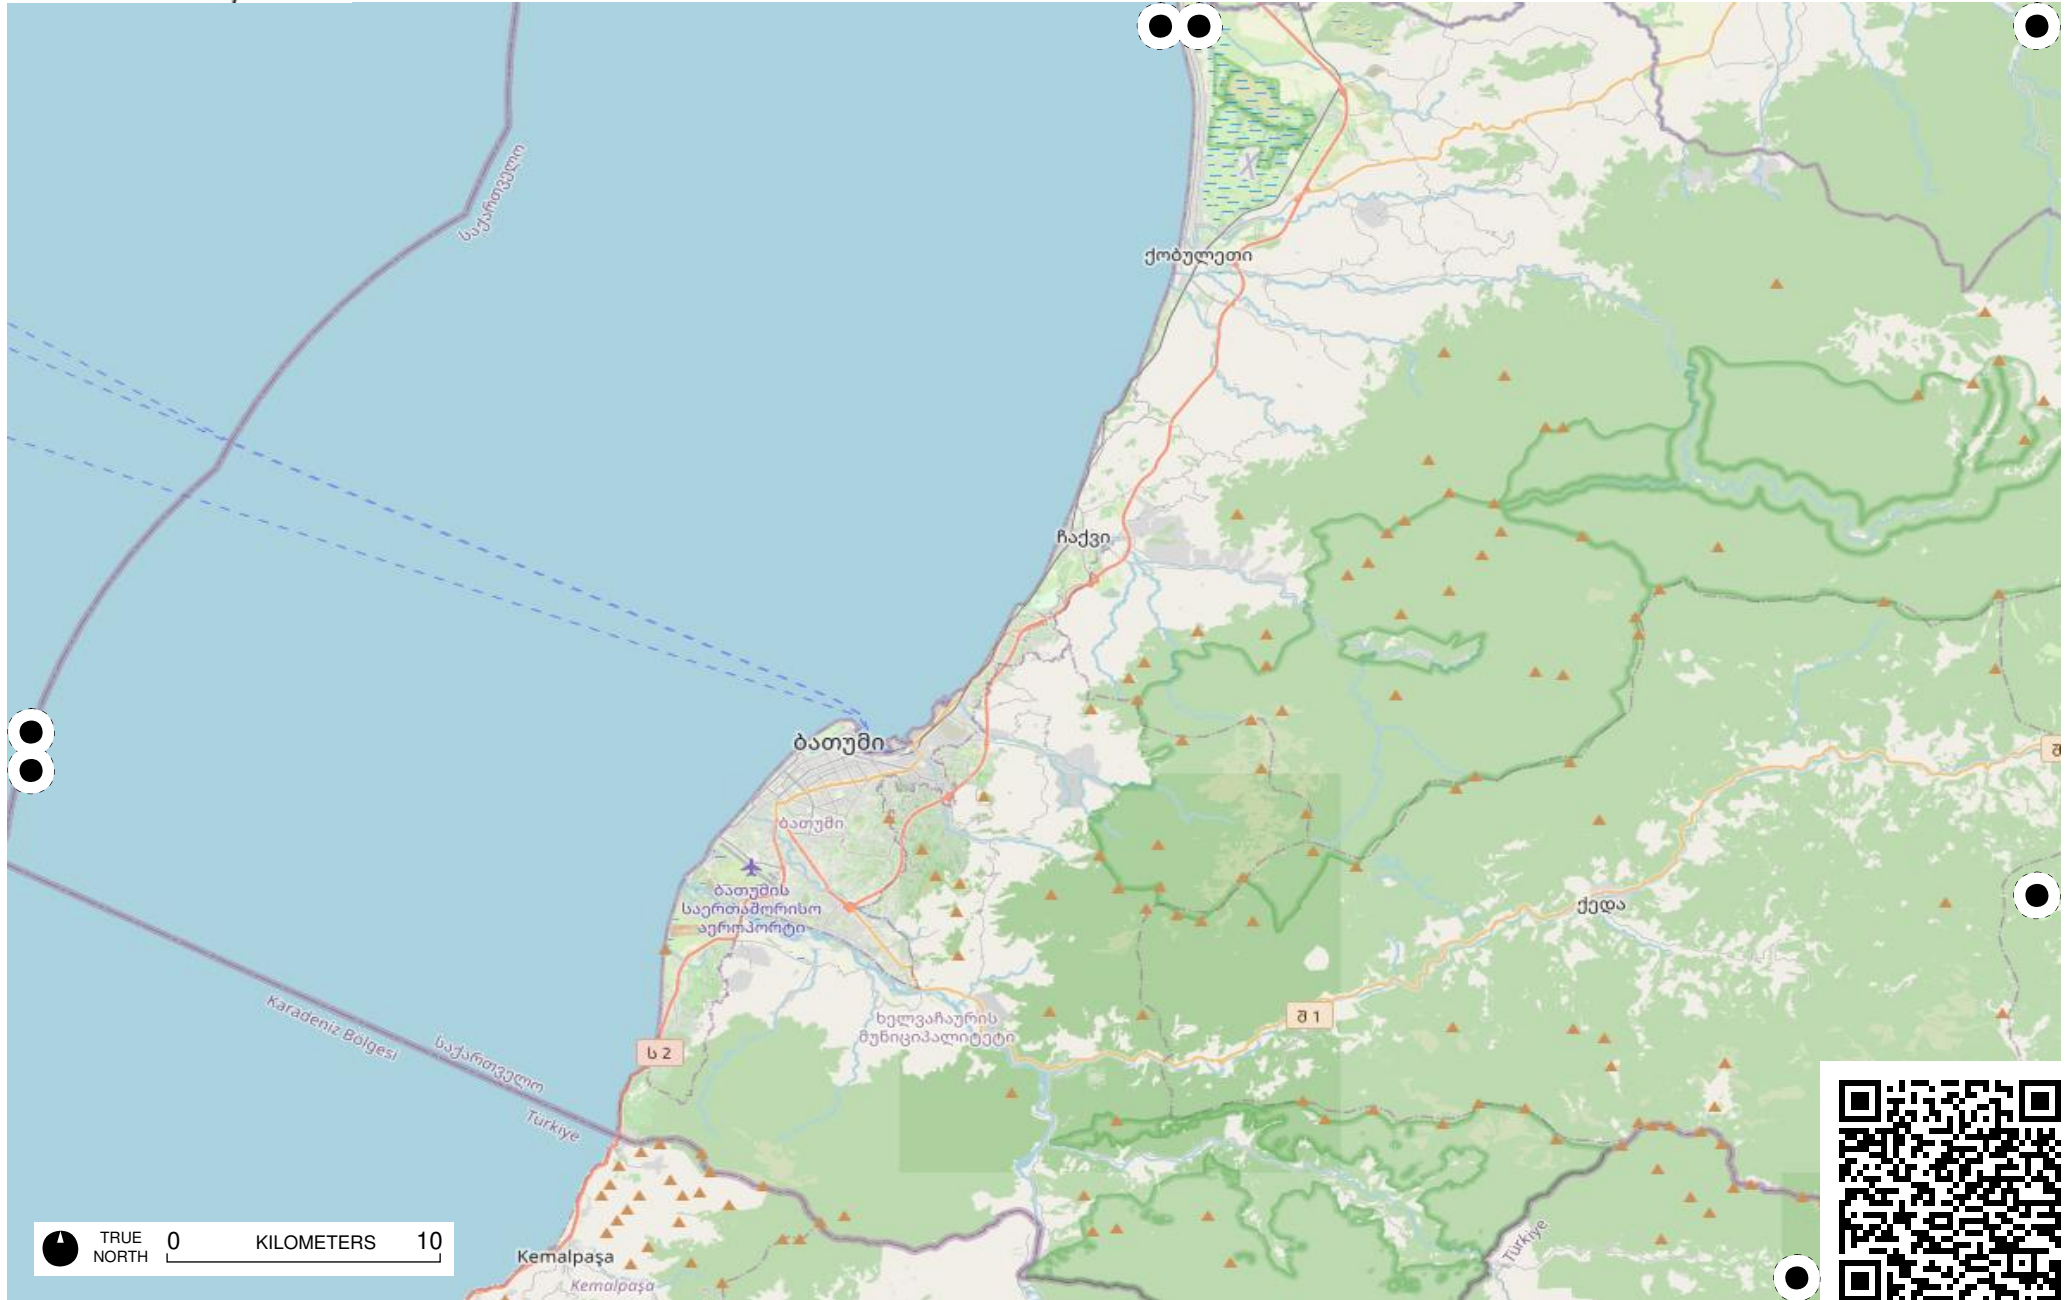 საქართველო
ქობულეთი
ჩაქვი
ბათუმი
ბათუმი
ბათუმის
საერთაშორისო
აეროპორტი
ქედა
შ 1
ხელვაჩაურის
მუნიციპალიტეტი
ს 2
Karadeniz Bölgesi
საქართველო
Türkiye
Türkiye
TRUE
NORTH
0 KILOMETERS 10
Kemalpaşa
Kemalpaşa